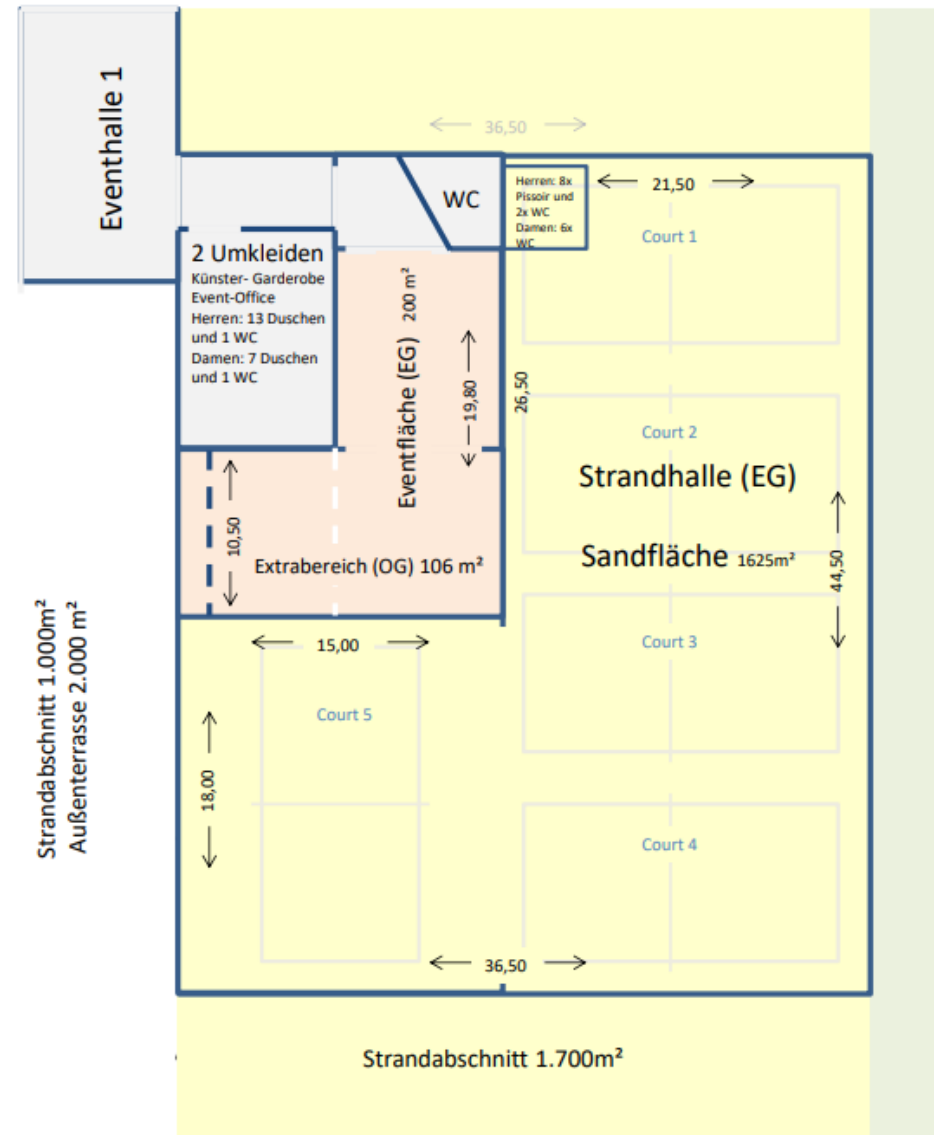 Eventhalle 1
36,50
WC
Herren: 8x
Pissoir und
2x WC
Damen: 6x
WC
21,50
Court 1
2 Umkleiden
Künster- Garderobe
Event-Office
Herren: 13 Duschen
und 1 WC
Damen: 7 Duschen
und 1 WC
Eventfläche (EG) 200 m²
19,80
26,50
Court 2
Strandhalle (EG)
Sandfläche 1625m²
44,50
10,50
Extrabereich (OG) 106 m²
Strandabschnitt 1.000m²
Außenterrasse 2.000 m²
15,00
Court 3
Court 5
18,00
Court 4
36,50
Strandabschnitt 1.700m²